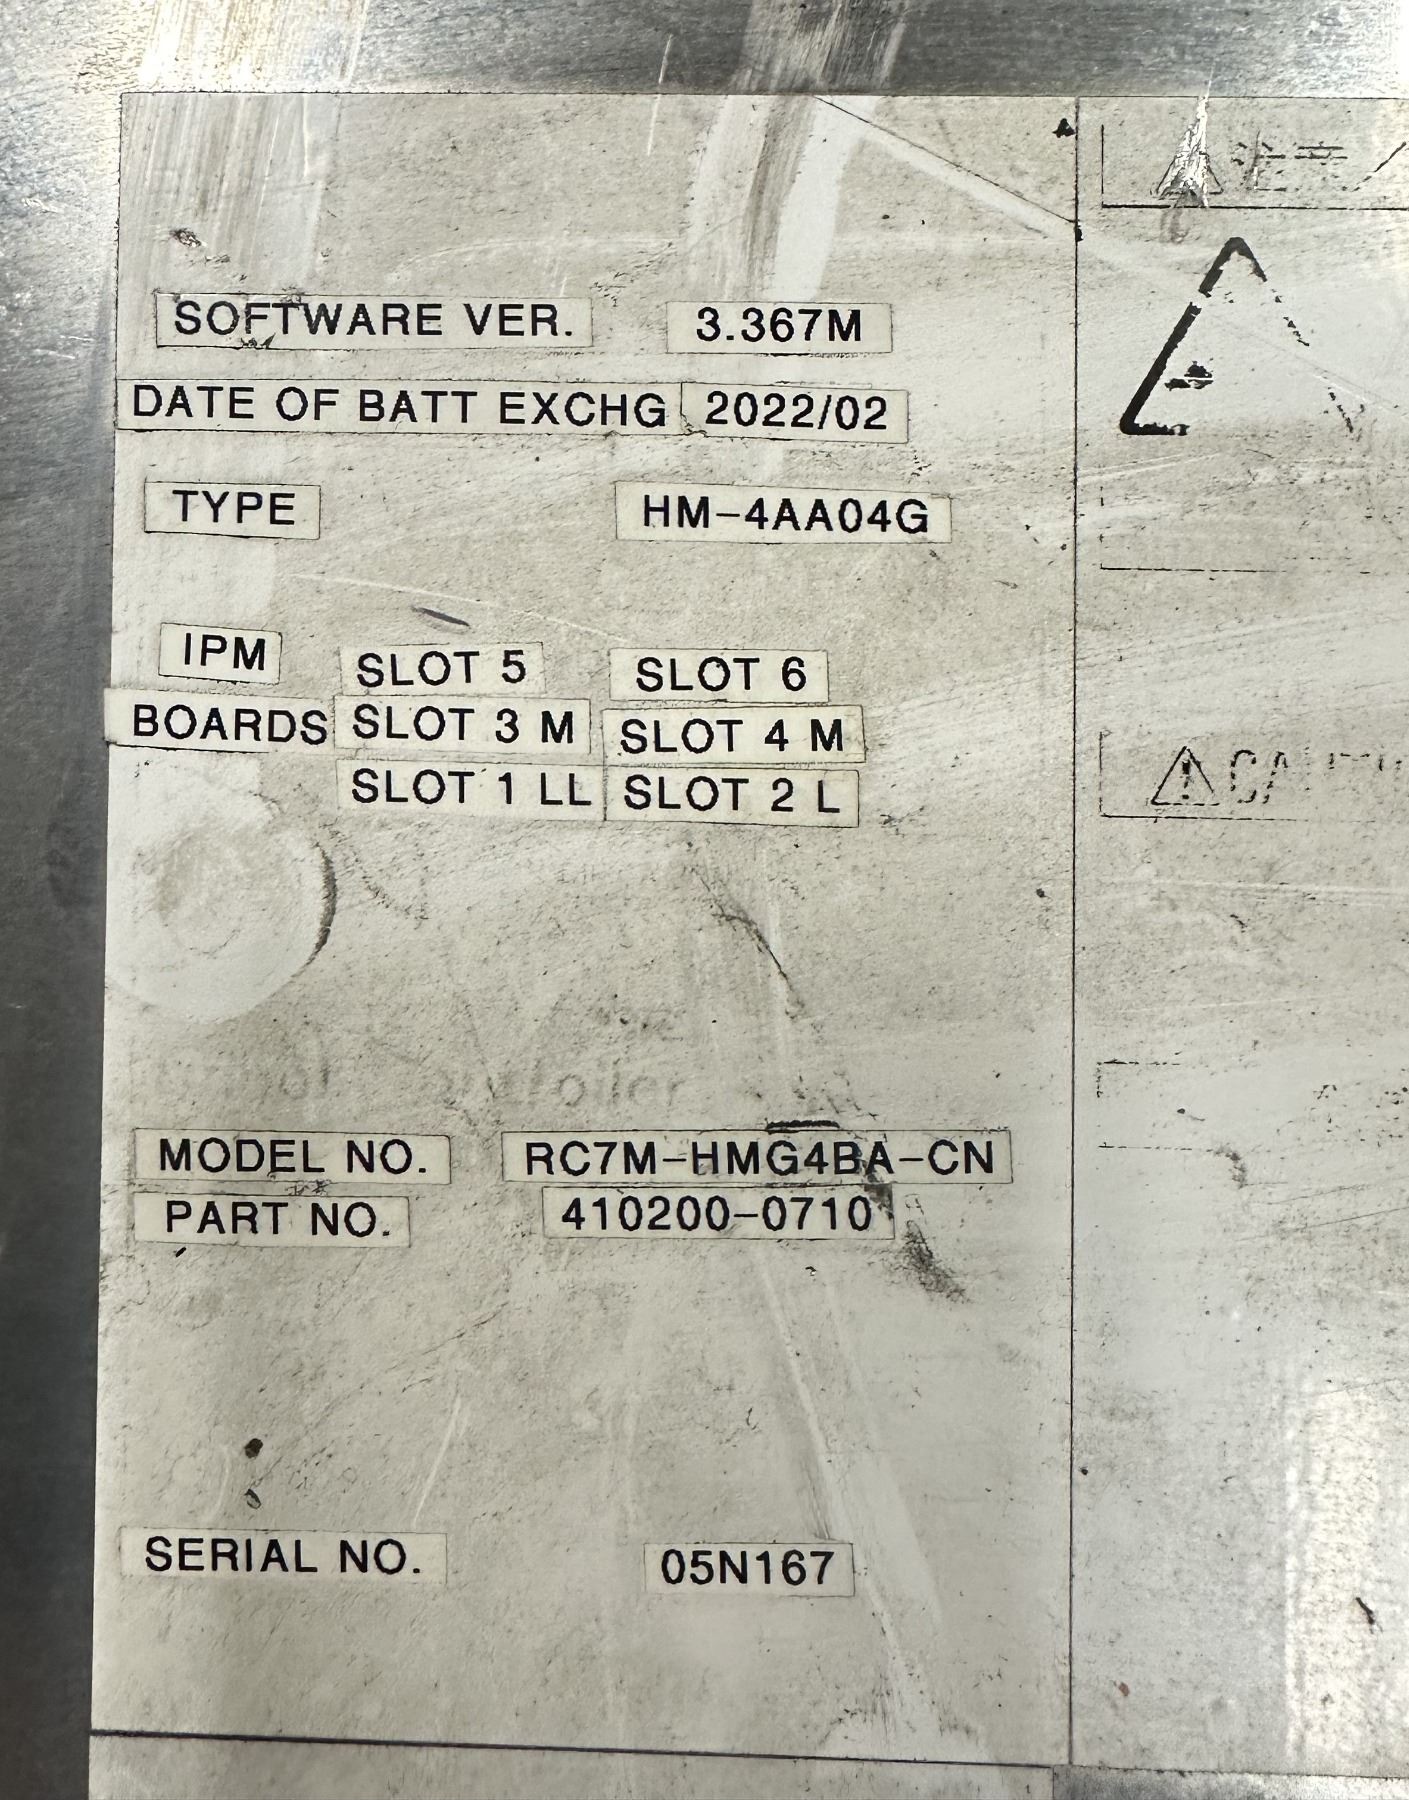 SOFTWARE VER. 3.367M
DATE OF BATT EXCHG 2022/02
TYPE HM-4AA04G
IPM SLOT 5 SLOT 6
BOARDS SLOT 3 M SLOT 4 M
SLOT 1 LL SLOT 2 L
MODEL NO. RC7M-HMG4BA-CN
PART NO. 410200-0710
SERIAL NO. 05N167